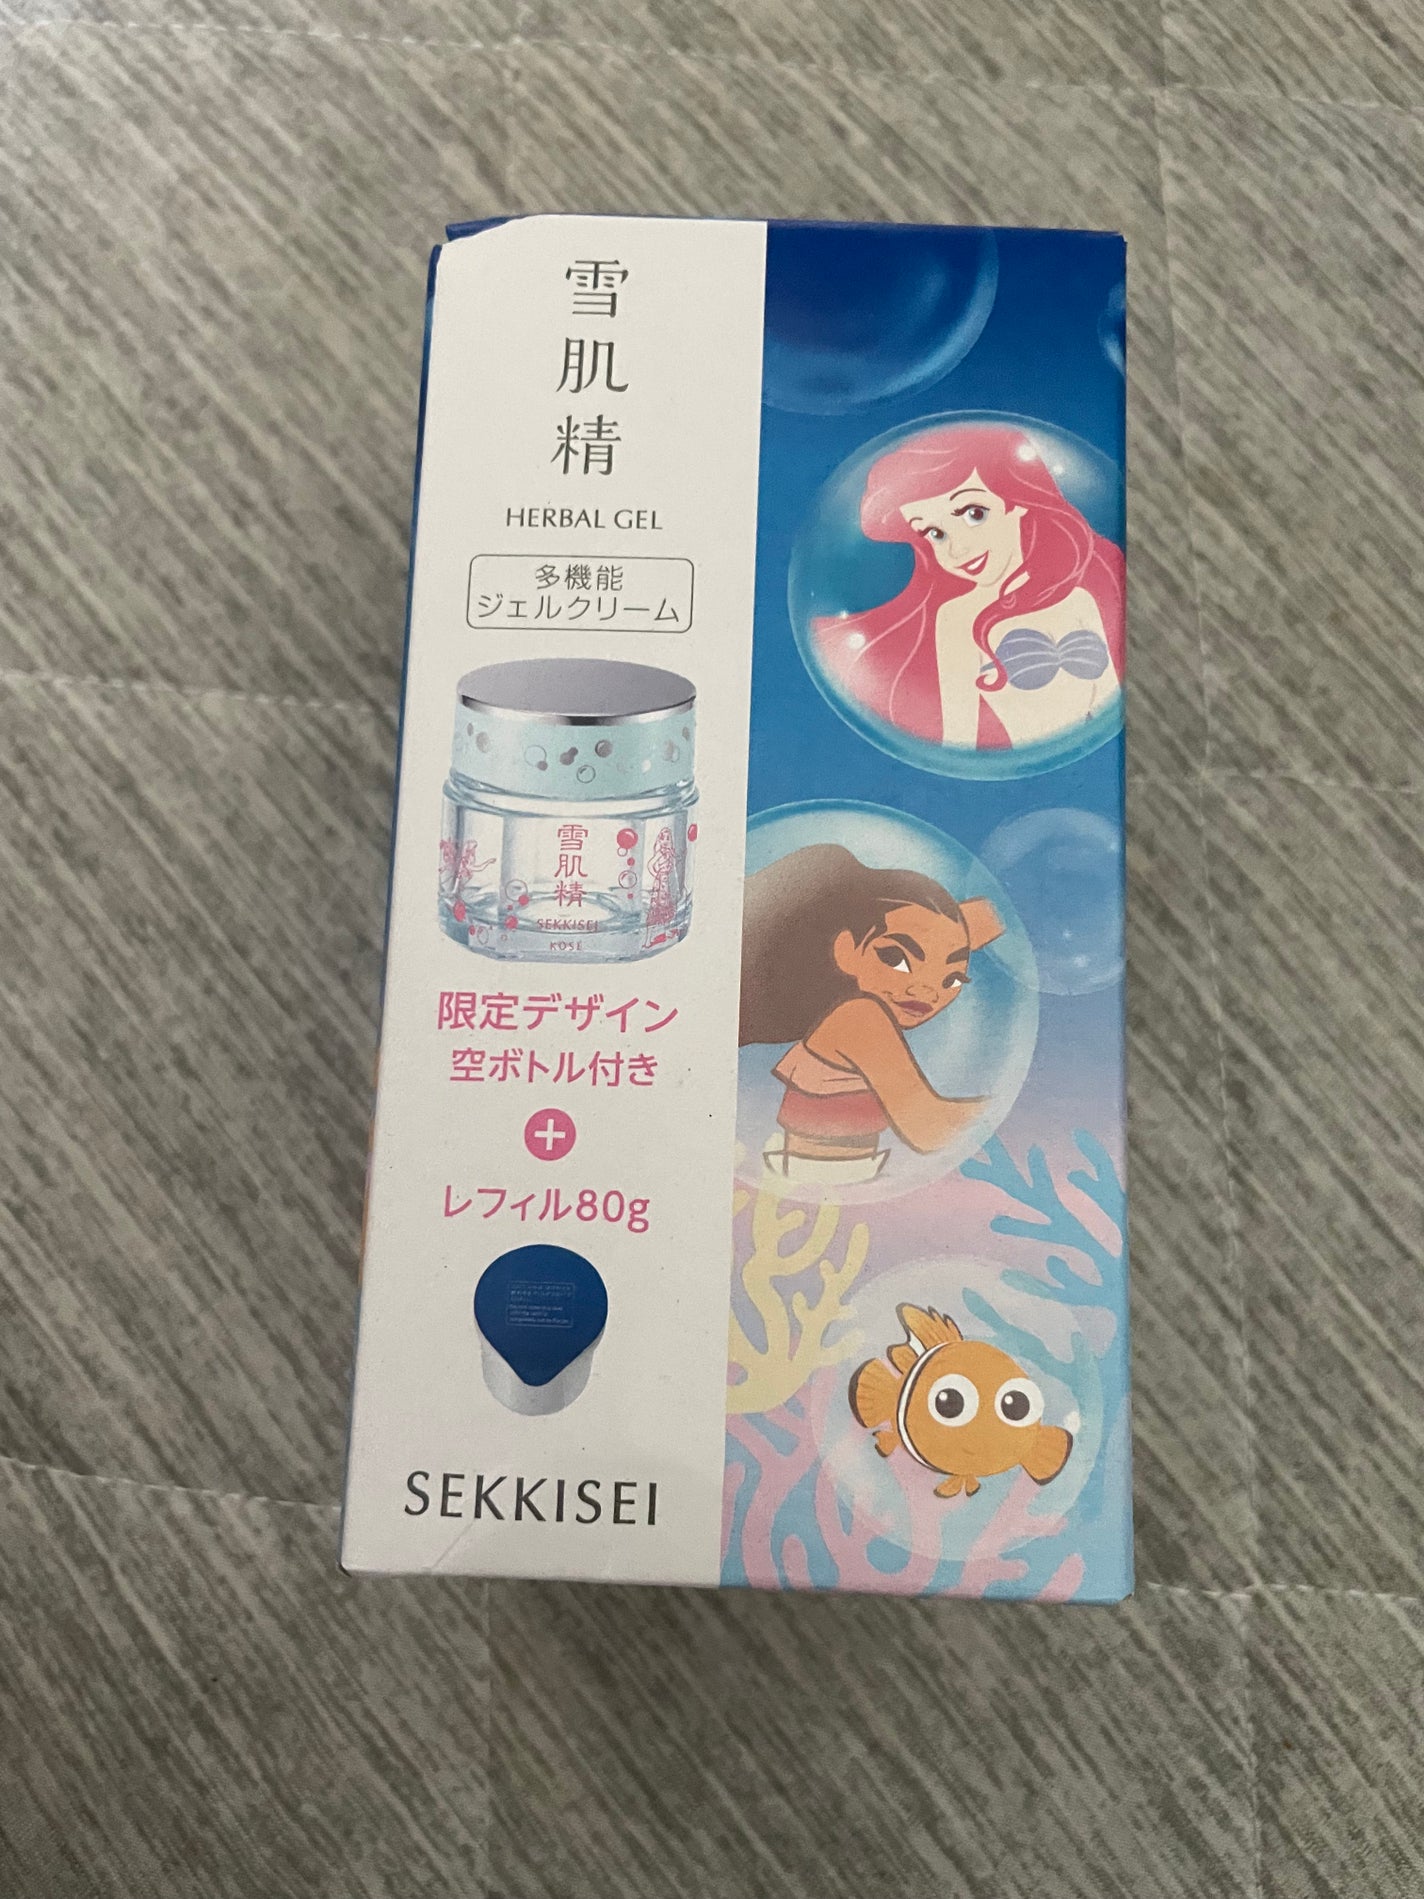 雪
肌
精
HERBAL GEL
多機能
ジェルクリーム
雪
肌
精
SEKKISEI
KOSÉ
限定デザイン
空ボトル付き
+
レフィル80g
SEKKISEI